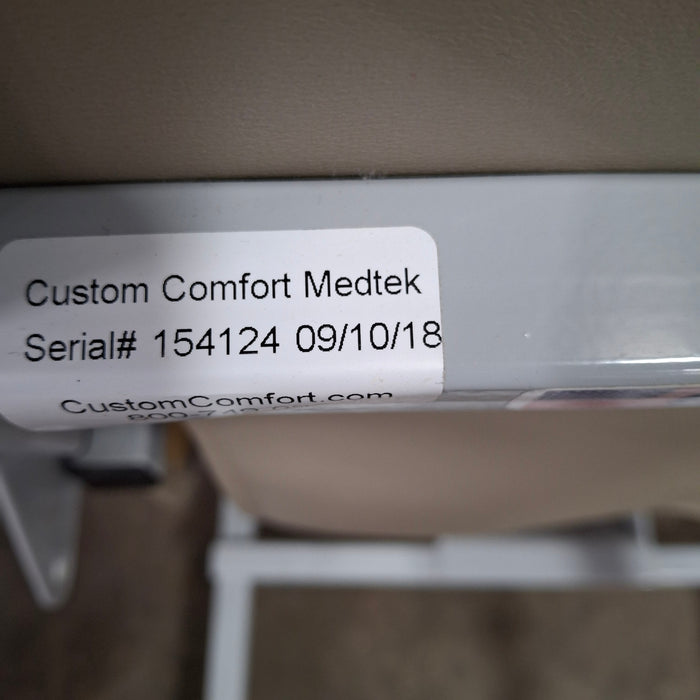 Custom Comfort Medtek
Serial# 154124 09/10/18
CustomComfort.com